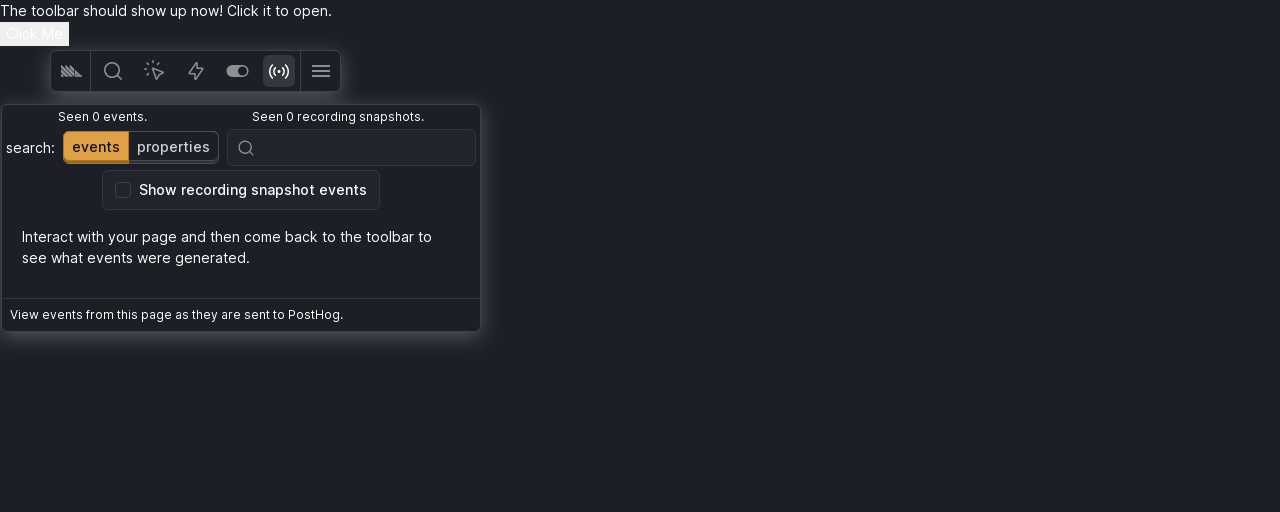 The toolbar should show up now! Click it to open.
Click Me
Seen 0 events.
Seen 0 recording snapshots.
search:
events
properties
Show recording snapshot events
Interact with your page and then come back to the toolbar to
see what events were generated.
View events from this page as they are sent to PostHog.